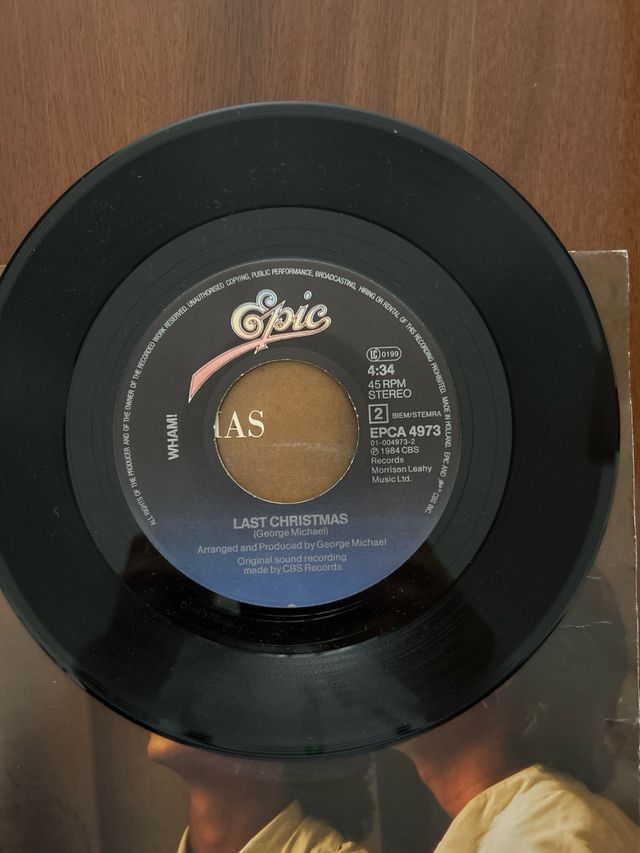 ALL RIGHTS OF THE PRODUCER AND OF THE OWNER OF THE RECORDED WORK RESERVED. UNAUTHORISED COPYING, PUBLIC PERFORMANCE, BROADCASTING, HIRING OR RENTAL OF THIS RECORDING PROHIBITED. MADE IN HOLLAND. EPIC AND CBS INC
Epic
LC 0199
4:34
45 RPM
STEREO
2 BIEM/STEMRA
EPCA 4973
01-004973-2
℗ 1984 CBS
Records
Morrison Leahy
Music Ltd.
WHAM!
AS
LAST CHRISTMAS
(George Michael)
Arranged and Produced by George Michael
Original sound recording
made by CBS Records